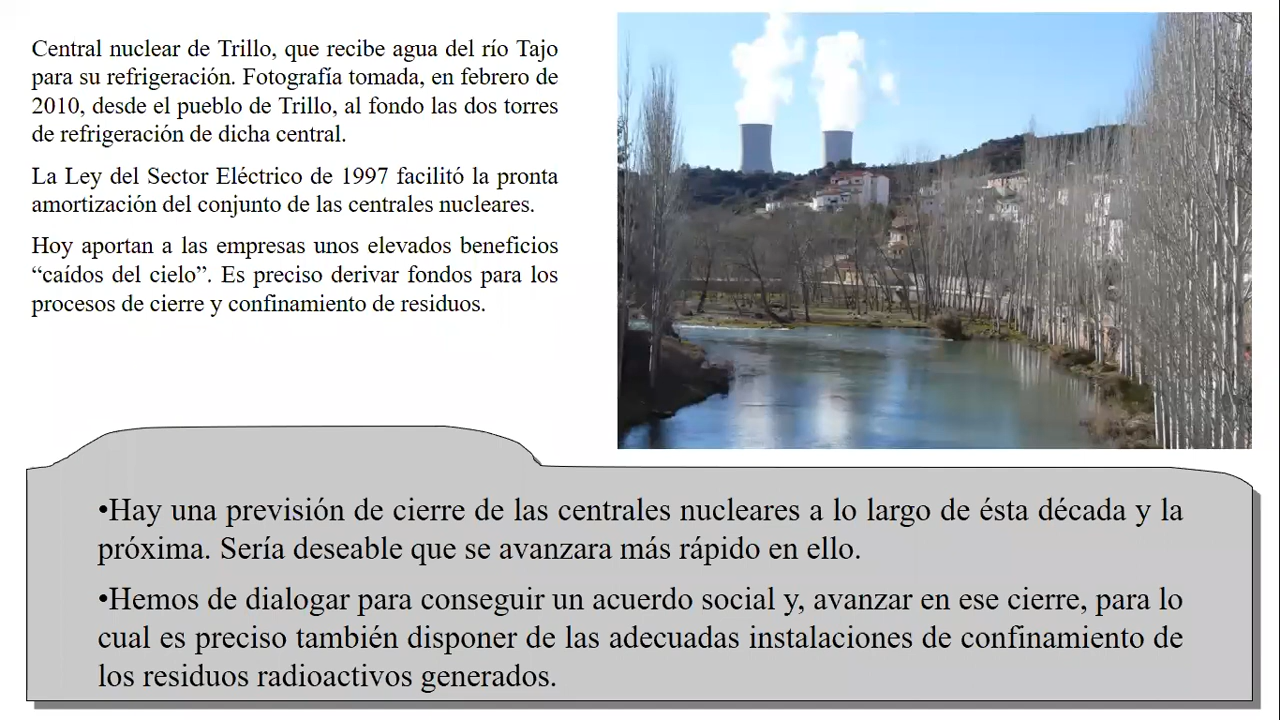 Central nuclear de Trillo, que recibe agua del río Tajo
para su refrigeración. Fotografía tomada, en febrero de
2010, desde el pueblo de Trillo, al fondo las dos torres
de refrigeración de dicha central.
La Ley del Sector Eléctrico de 1997 facilitó la pronta
amortización del conjunto de las centrales nucleares.
Hoy aportan a las empresas unos elevados beneficios
“caídos del cielo”. Es preciso derivar fondos para los
procesos de cierre y confinamiento de residuos.
•Hay una previsión de cierre de las centrales nucleares a lo largo de ésta década y la
próxima. Sería deseable que se avanzara más rápido en ello.
•Hemos de dialogar para conseguir un acuerdo social y, avanzar en ese cierre, para lo
cual es preciso también disponer de las adecuadas instalaciones de confinamiento de
los residuos radioactivos generados.